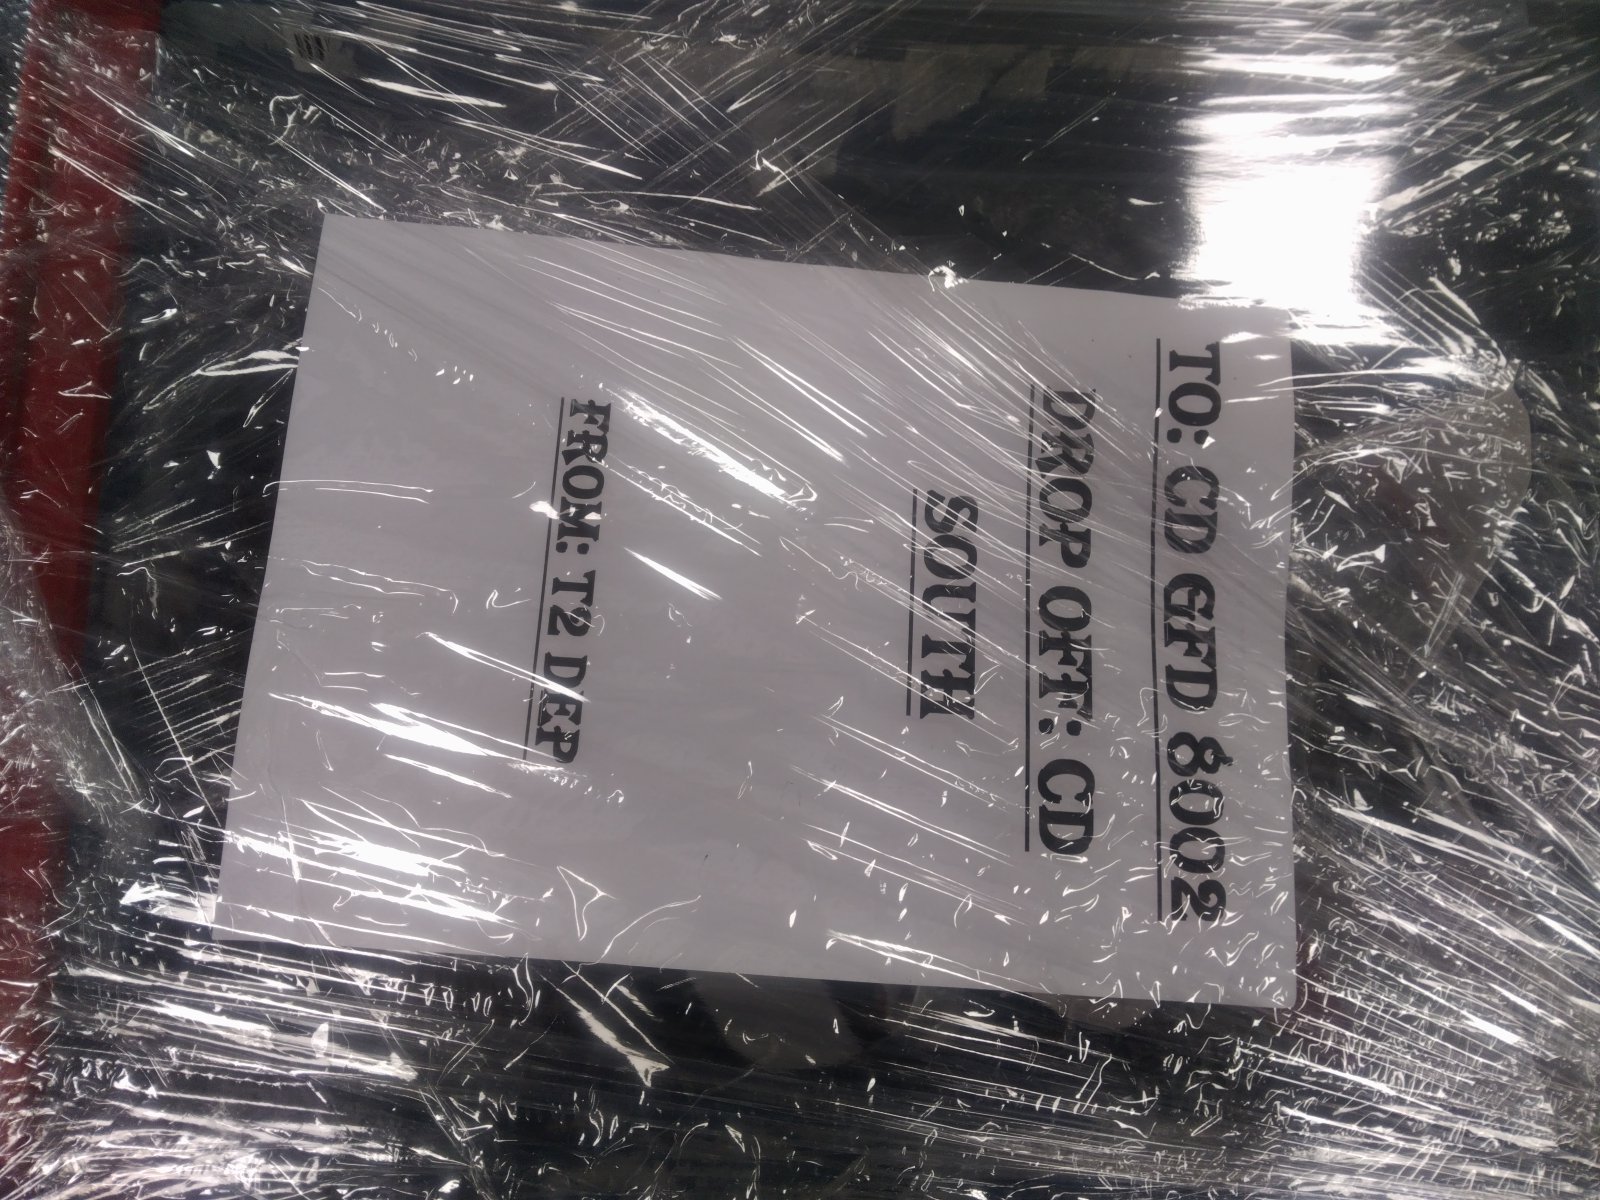 TO: CD GFD 8002
DROP OFF: CD
SOUTH
FROM: T2 DEP